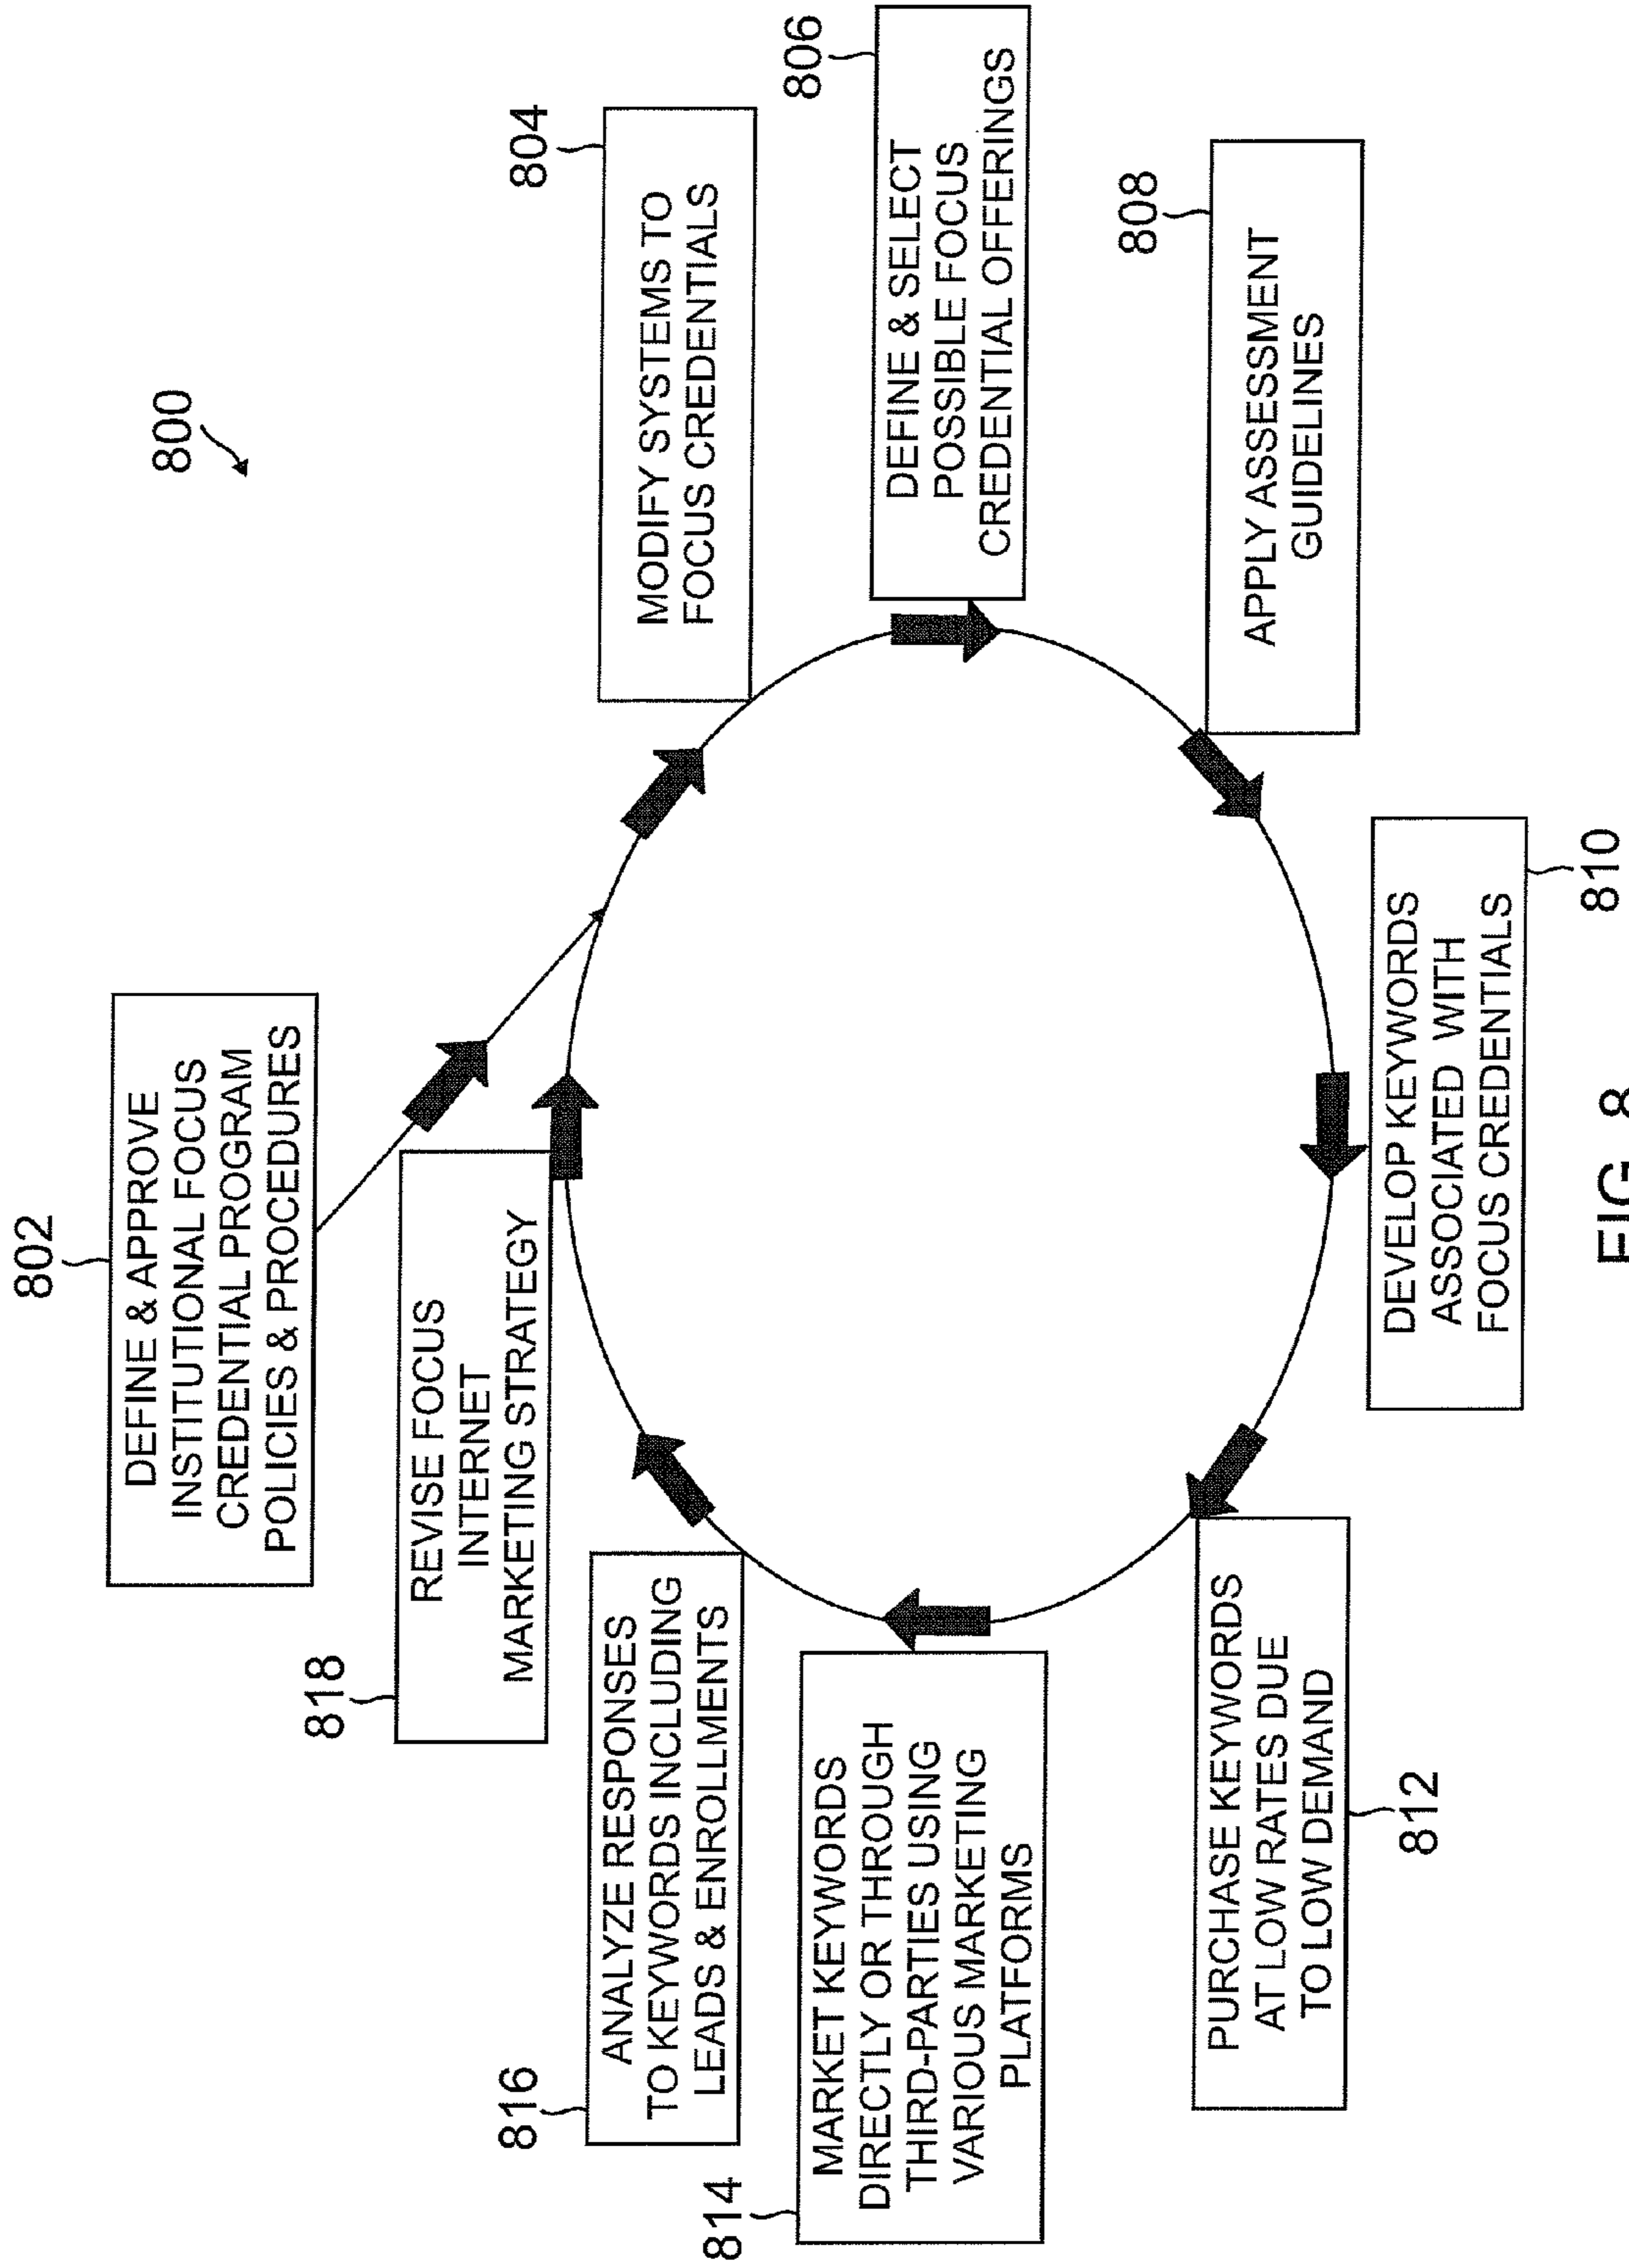 800
802
DEFINE & APPROVE
INSTITUTIONAL FOCUS
CREDENTIAL PROGRAM
POLICIES & PROCEDURES
804
MODIFY SYSTEMS TO
FOCUS CREDENTIALS
806
DEFINE & SELECT
POSSIBLE FOCUS
CREDENTIAL OFFERINGS
808
APPLY ASSESSMENT
GUIDELINES
DEVELOP KEYWORDS
ASSOCIATED WITH
FOCUS CREDENTIALS
810
PURCHASE KEYWORDS
AT LOW RATES DUE
TO LOW DEMAND
812
814
MARKET KEYWORDS
DIRECTLY OR THROUGH
THIRD-PARTIES USING
VARIOUS MARKETING
PLATFORMS
816
ANALYZE RESPONSES
TO KEYWORDS INCLUDING
LEADS & ENROLLMENTS
818
REVISE FOCUS
INTERNET
MARKETING STRATEGY
FIG. 8